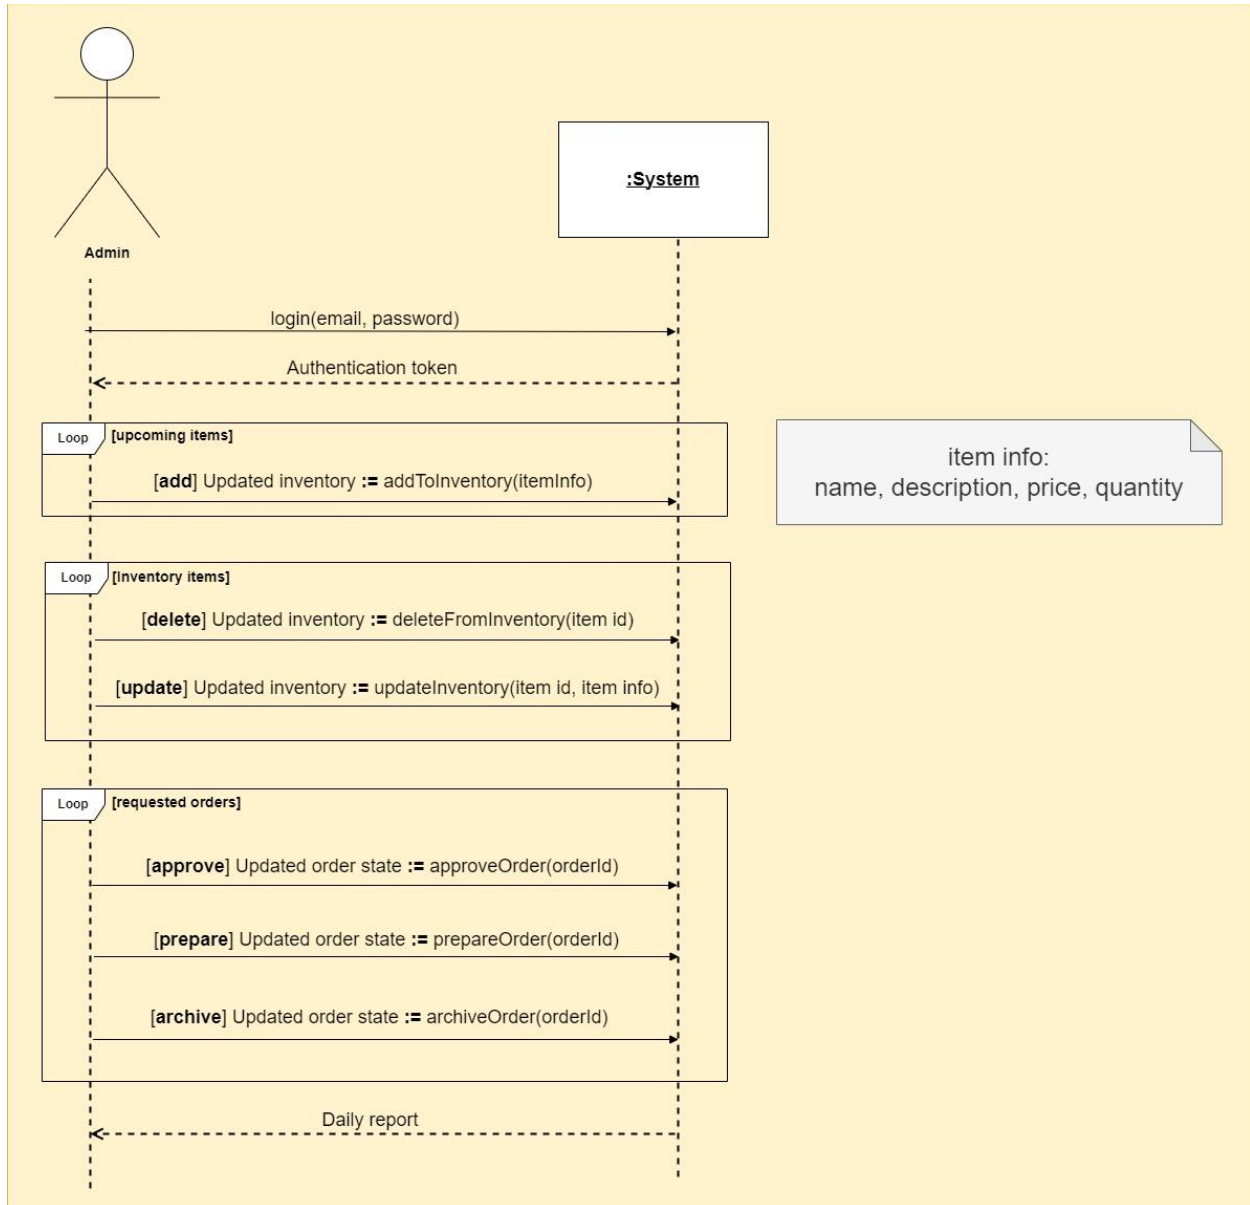 :System
Admin
login(email, password)
Authentication token
Loop [upcoming items]
[add] Updated inventory := addToInventory(itemInfo)
item info:
name, description, price, quantity
Loop [Inventory items]
[delete] Updated inventory := deleteFromInventory(item id)
[update] Updated inventory := updateInventory(item id, item info)
Loop [requested orders]
[approve] Updated order state := approveOrder(orderId)
[prepare] Updated order state := prepareOrder(orderId)
[archive] Updated order state := archiveOrder(orderId)
Daily report